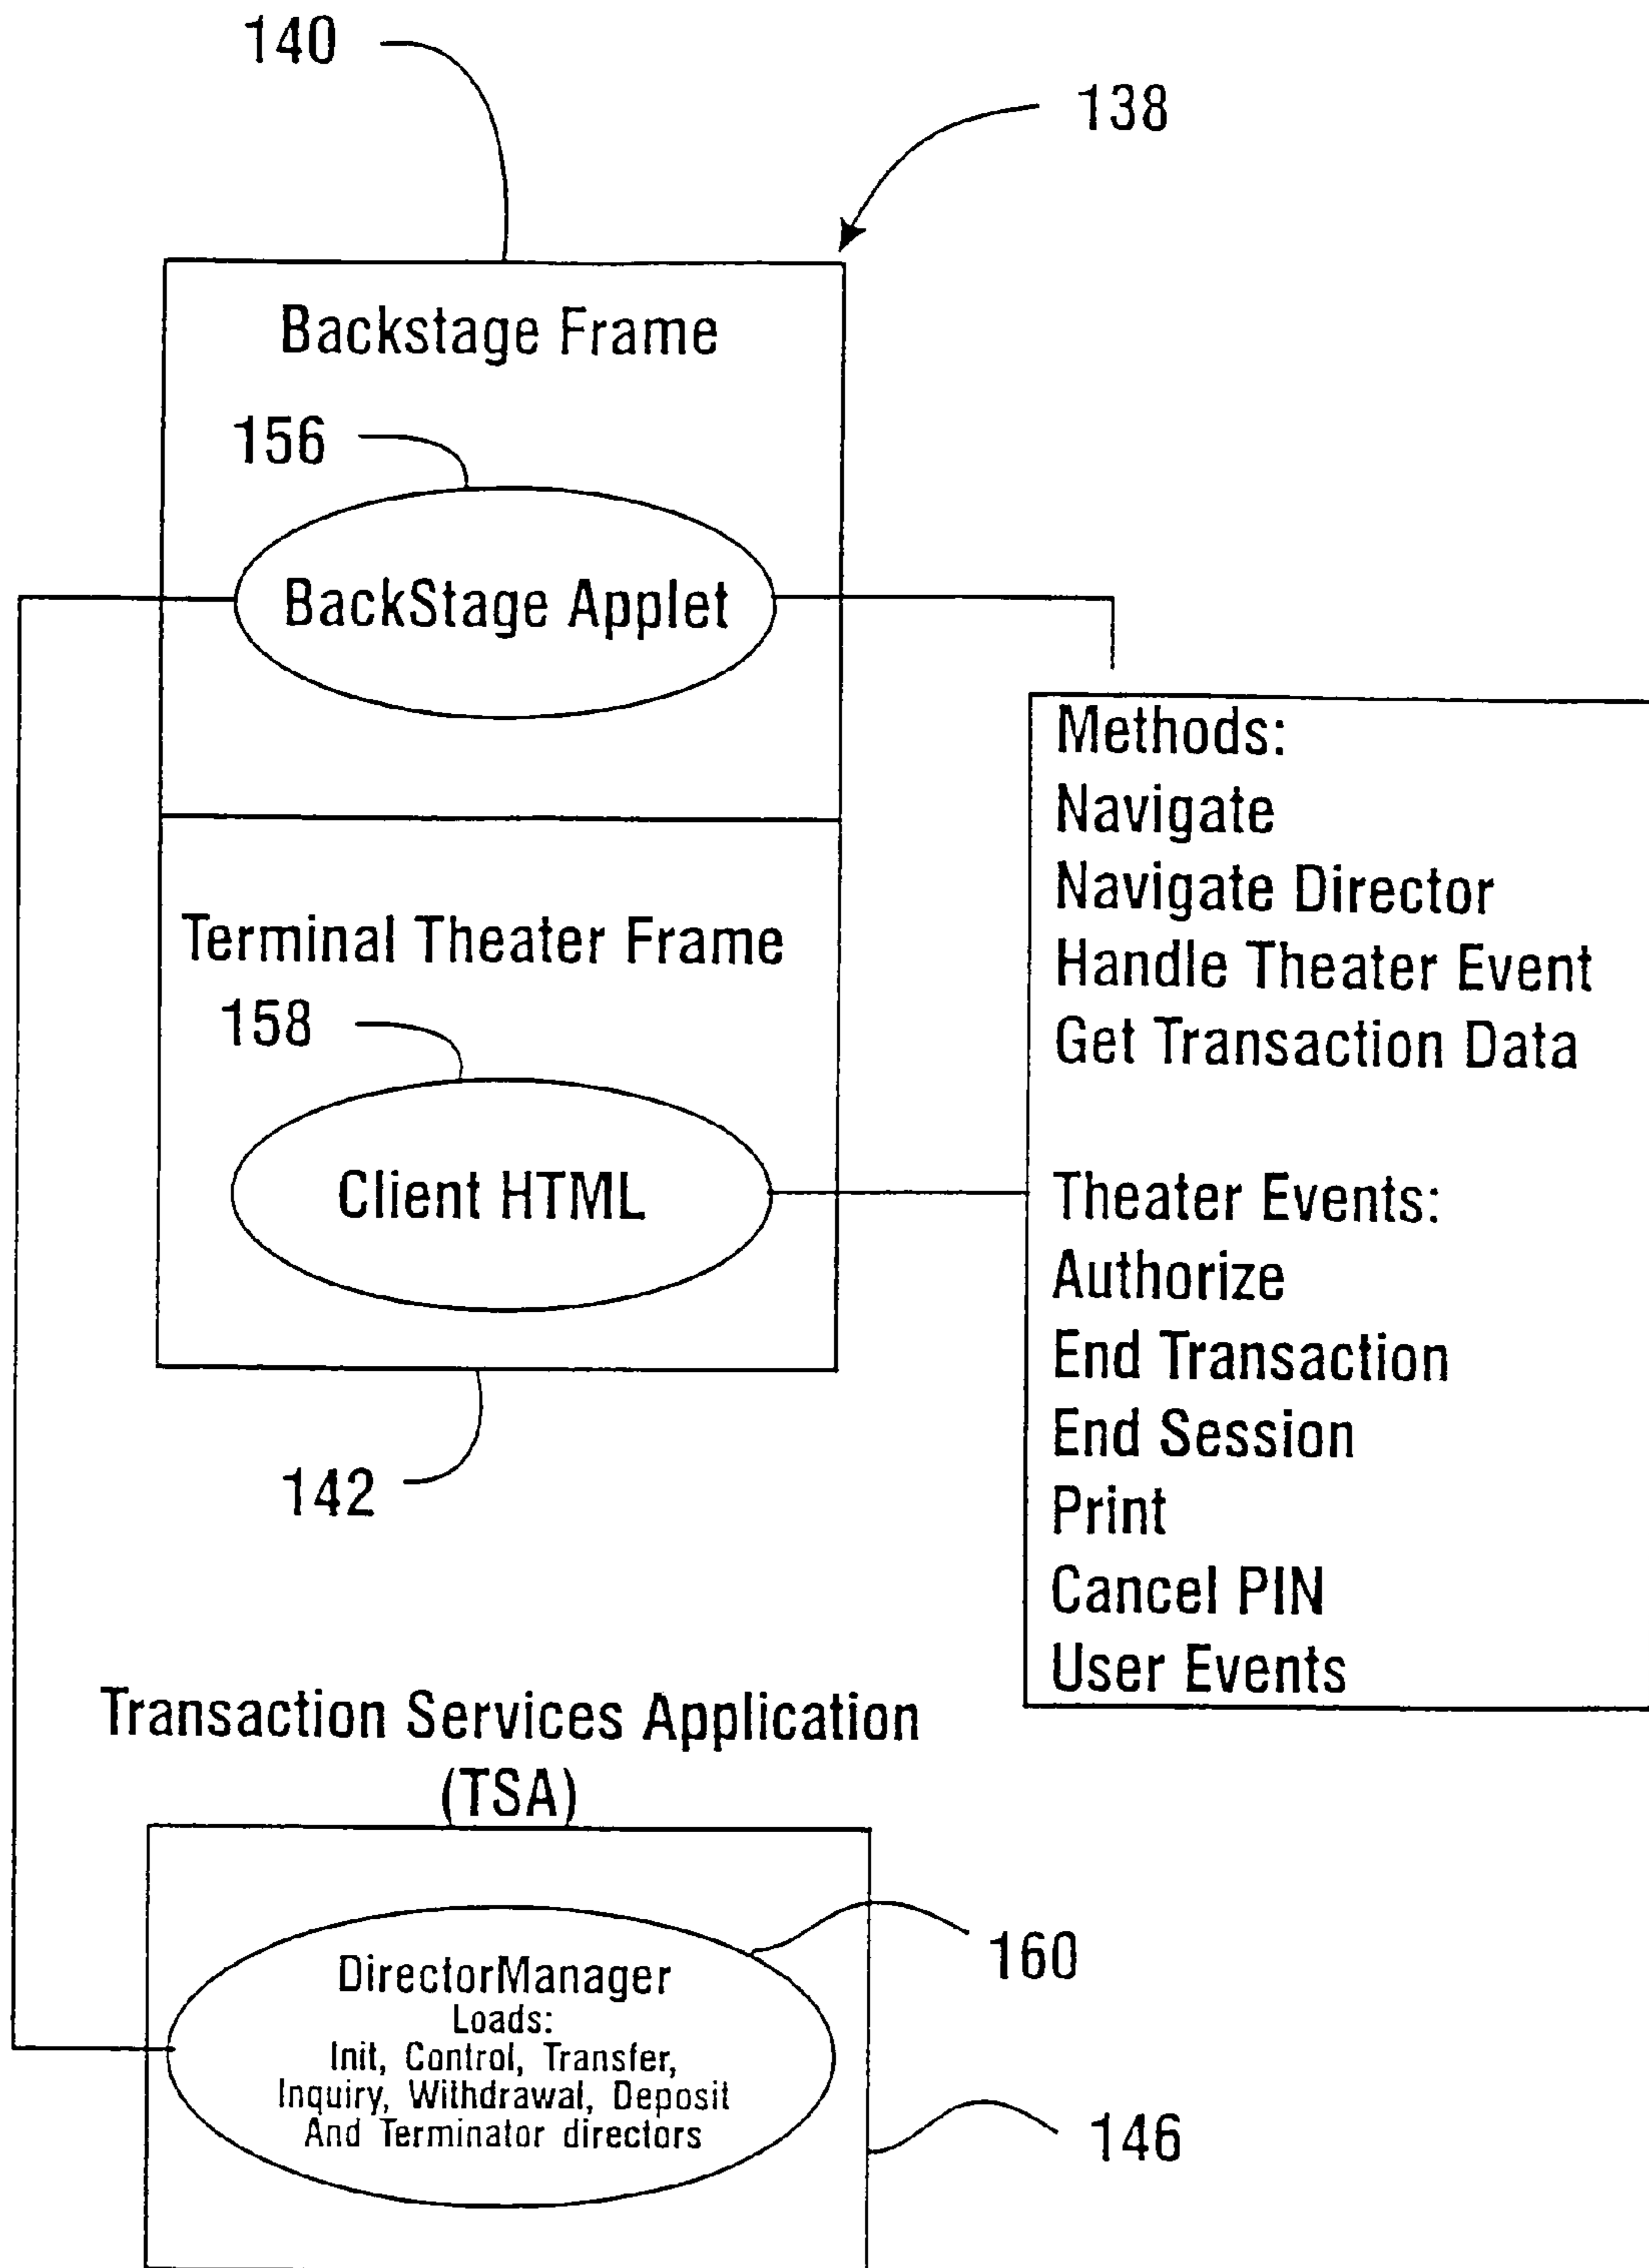 140
138
Backstage Frame
156
BackStage Applet
Methods:
Navigate
Navigate Director
Handle Theater Event
Get Transaction Data
Theater Events:
Authorize
End Transaction
End Session
Print
Cancel PIN
User Events
Terminal Theater Frame
158
Client HTML
142
Transaction Services Application
(TSA)
DirectorManager
Loads:
Init, Control, Transfer,
Inquiry, Withdrawal, Deposit
And Terminator directors
160
146